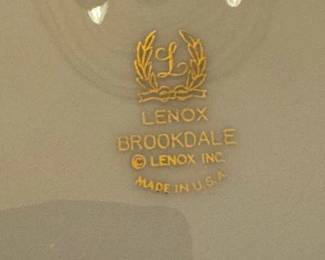 L
LENOX
BROOKDALE
© LENOX INC.
MADE IN U.S.A.